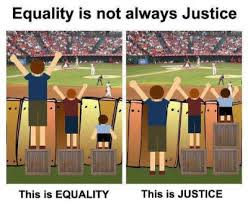 Equality is not always Justice
This is EQUALITY
This is JUSTICE